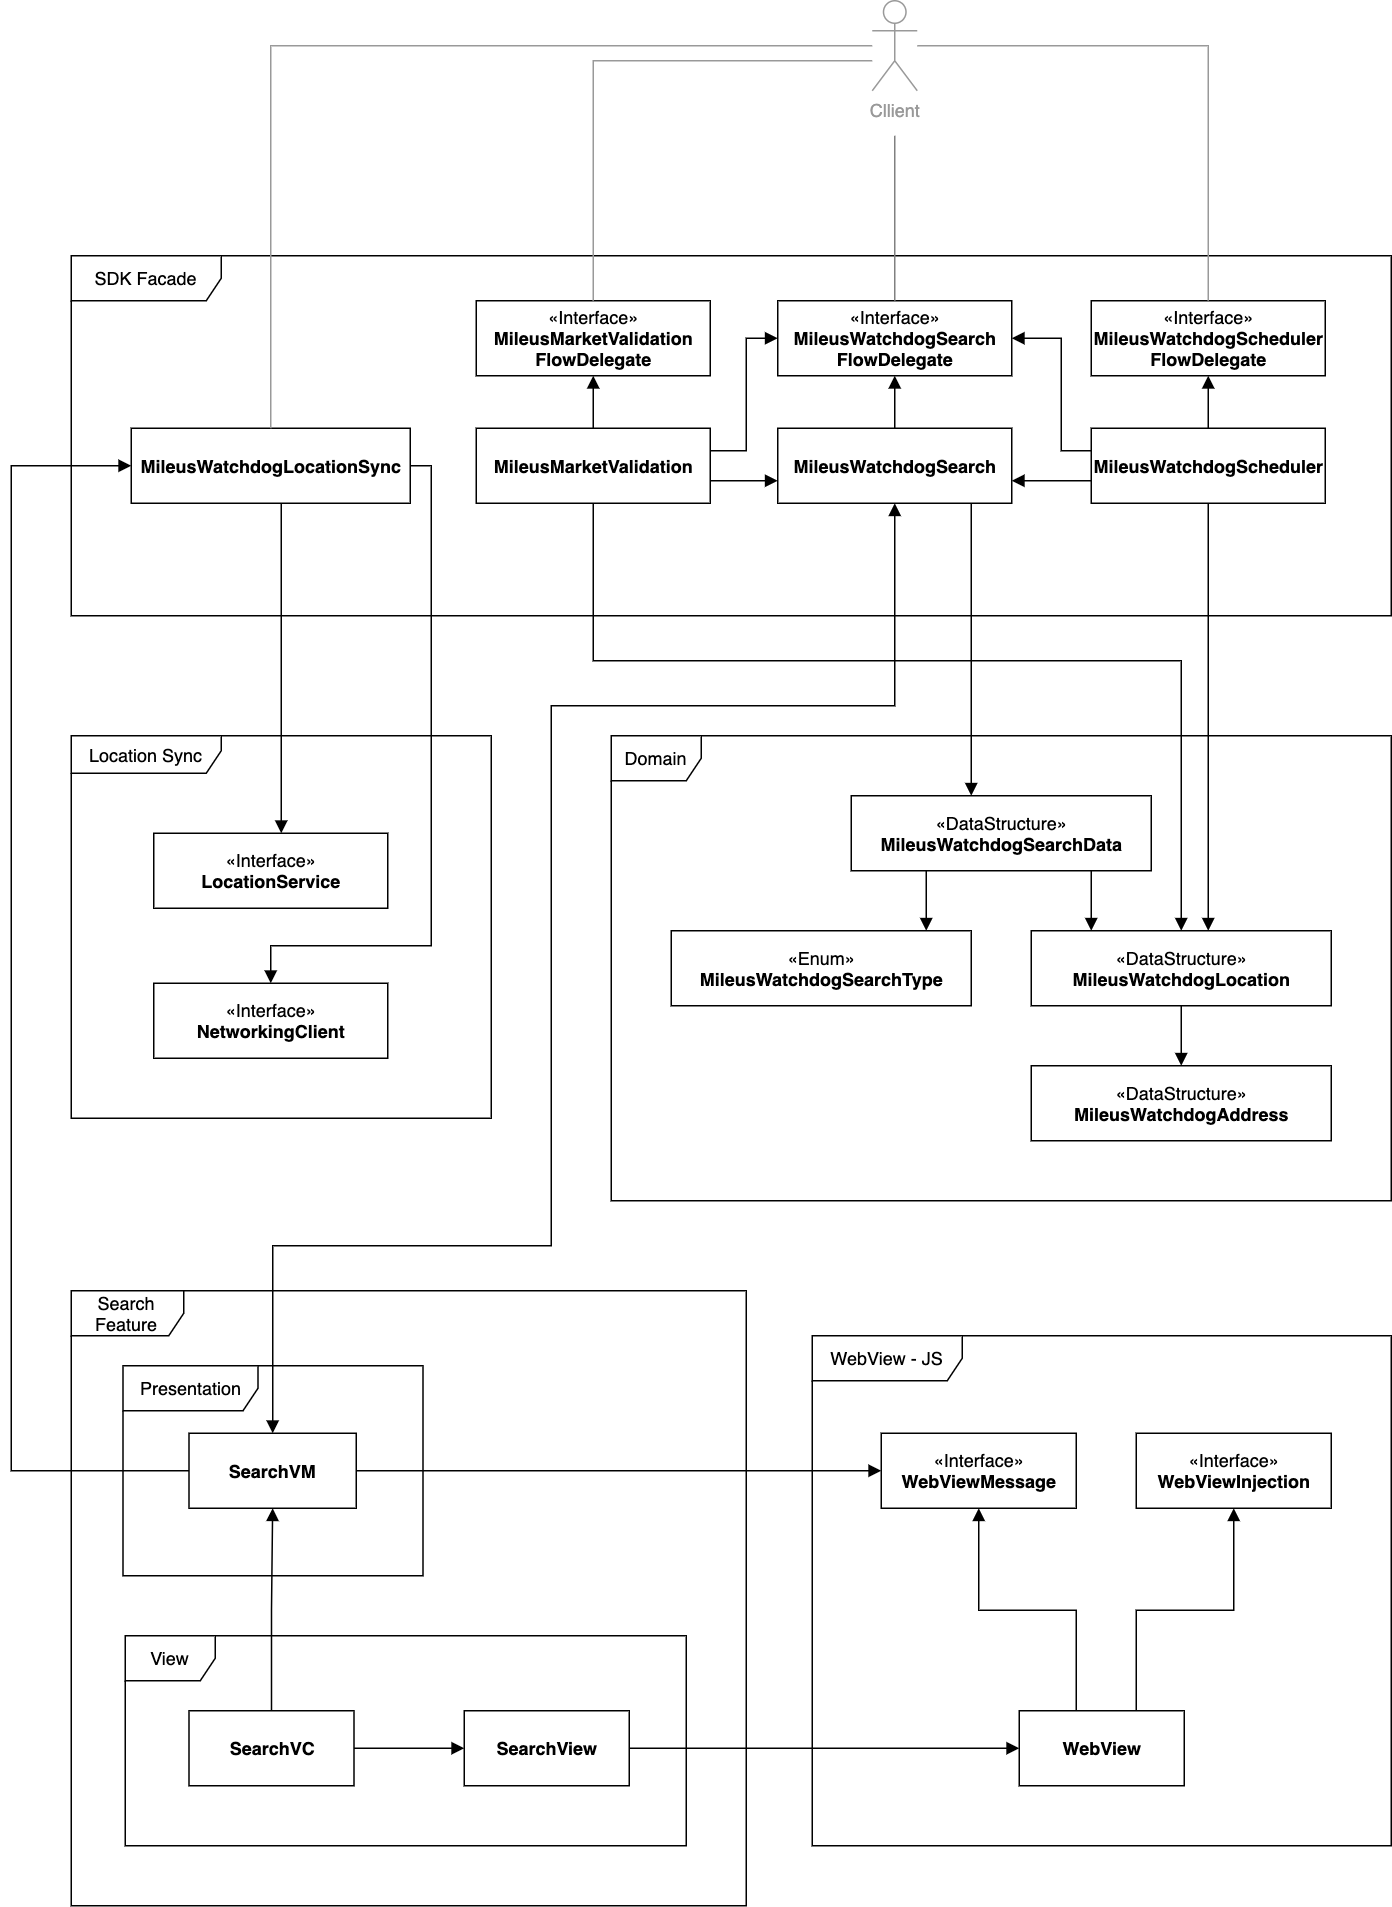 Cllient
SDK Facade
«Interface»
MileusMarketValidation
FlowDelegate
«Interface»
MileusWatchdogSearch
FlowDelegate
«Interface»
MileusWatchdogScheduler
FlowDelegate
MileusWatchdogLocationSync
MileusMarketValidation
MileusWatchdogSearch
MileusWatchdogScheduler
Location Sync
«Interface»
LocationService
«Interface»
NetworkingClient
Domain
«DataStructure»
MileusWatchdogSearchData
«Enum»
MileusWatchdogSearchType
«DataStructure»
MileusWatchdogLocation
«DataStructure»
MileusWatchdogAddress
Search
Feature
Presentation
SearchVM
View
SearchVC
SearchView
WebView - JS
«Interface»
WebViewMessage
«Interface»
WebViewInjection
WebView